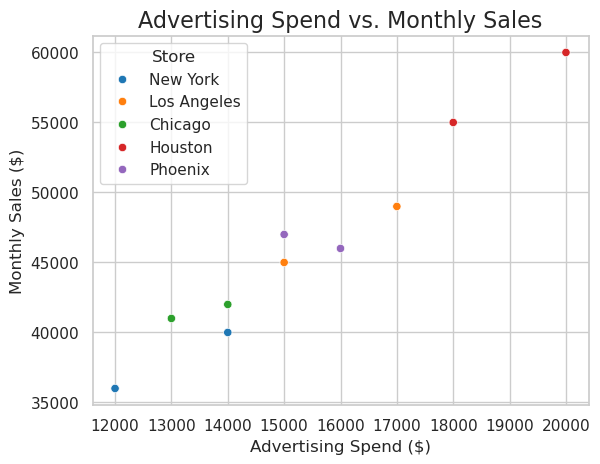 Advertising Spend vs. Monthly Sales
Store
New York
Los Angeles
Chicago
Houston
Phoenix
Monthly Sales ($)
60000
55000
50000
45000
40000
35000
12000 13000 14000 15000 16000 17000 18000 19000 20000
Advertising Spend ($)